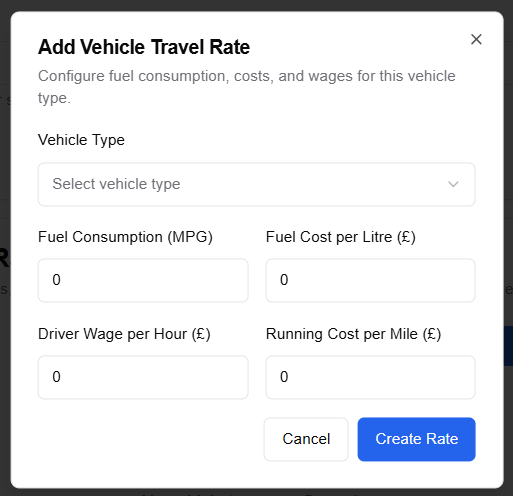 Add Vehicle Travel Rate
Configure fuel consumption, costs, and wages for this vehicle
type.
Vehicle Type
Select vehicle type
Fuel Consumption (MPG)
Fuel Cost per Litre (£)
0
0
Driver Wage per Hour (£)
Running Cost per Mile (£)
0
0
Cancel
Create Rate